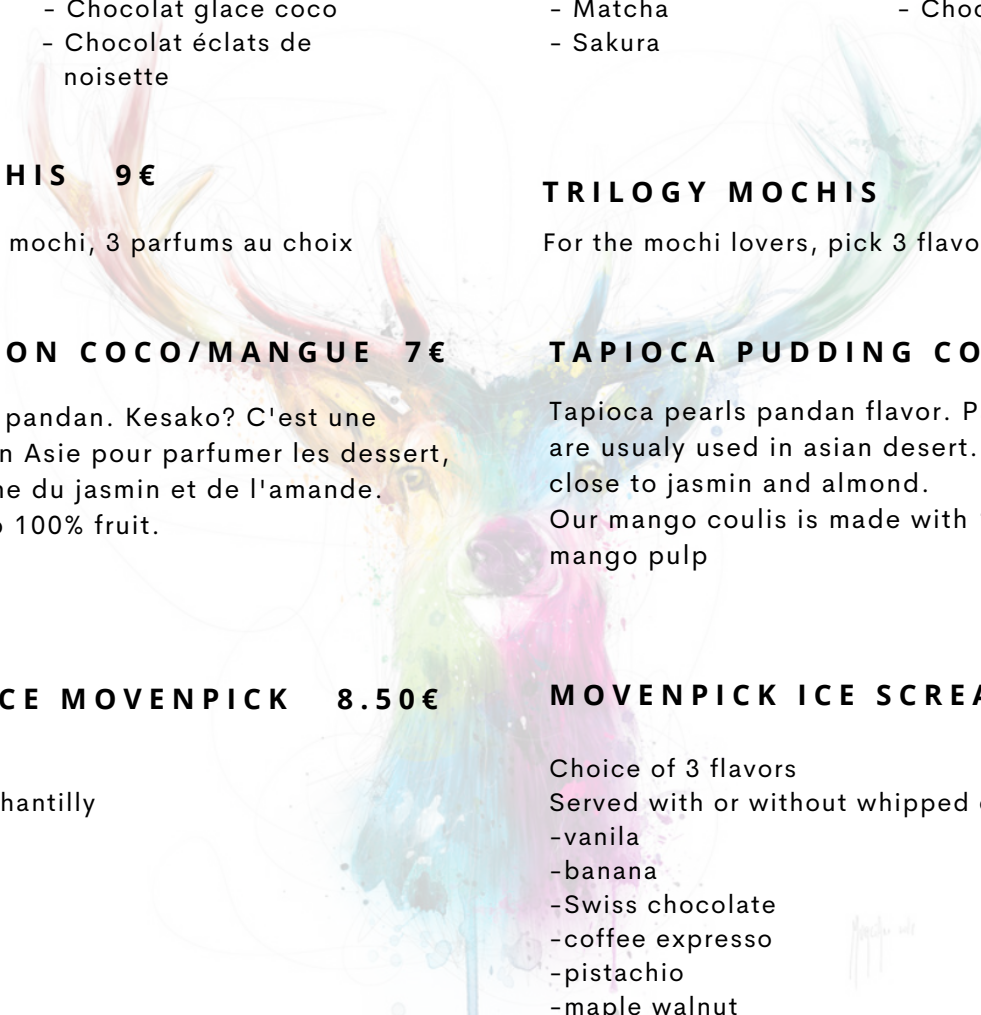 - Chocolat glace coco
- Chocolat éclats de
noisette
HIS 9€
mochi, 3 parfums au choix
ON COCO/MANGUE 7€
pandan. Kesako? C'est une
n Asie pour parfumer les dessert,
ne du jasmin et de l'amande.
100% fruit.
CE MOVENPICK 8.50€
hantilly
- Matcha
- Sakura
- Choc
TRILOGY MOCHIS
For the mochi lovers, pick 3 flavo
TAPIOCA PUDDING CO
Tapioca pearls pandan flavor. P
are usualy used in asian desert.
close to jasmin and almond.
Our mango coulis is made with
mango pulp
MOVENPICK ICE SCREA
Choice of 3 flavors
Served with or without whipped
-vanila
-banana
-Swiss chocolate
-coffee expresso
-pistachio
-maple walnut